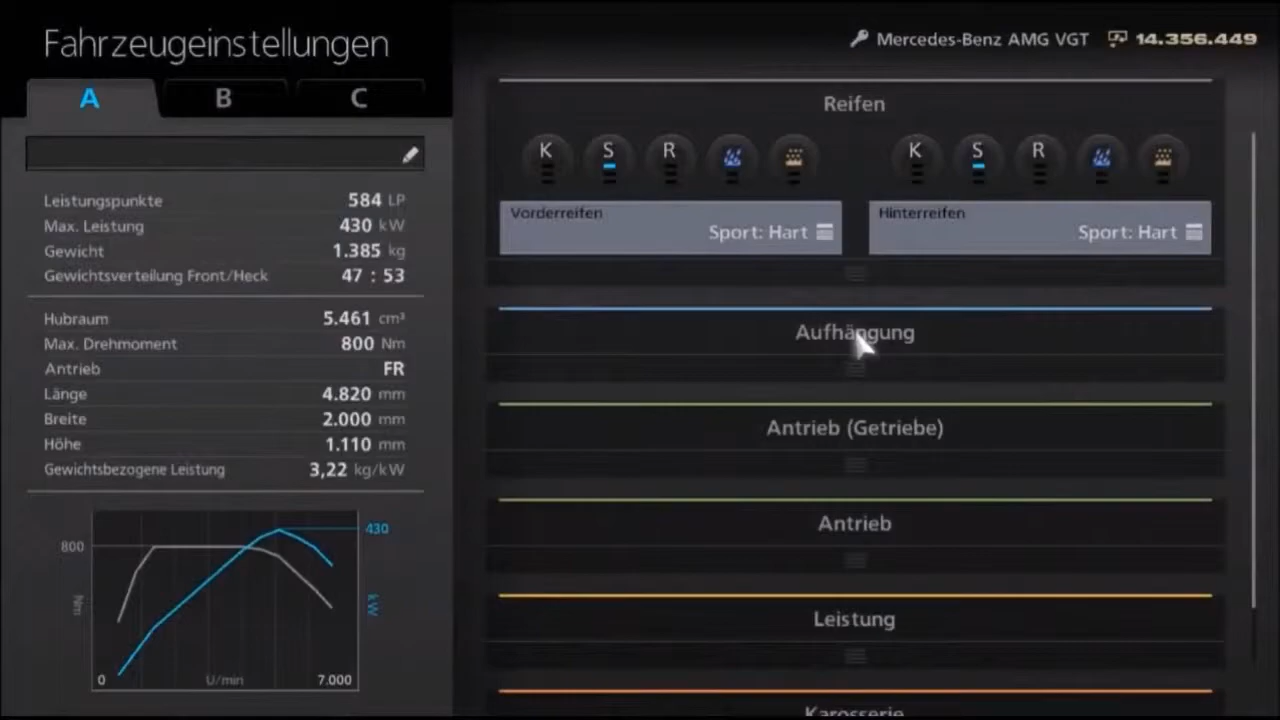 Fahrzeugeinstellungen
Mercedes-Benz AMG VGT 14.356.449
A B C
Leistungspunkte 584 LP
Max. Leistung 430 kW
Gewicht 1.385 kg
Gewichtsverteilung Front/Heck 47 : 53
Hubraum 5.461 cm³
Max. Drehmoment 800 Nm
Antrieb FR
Länge 4.820 mm
Breite 2.000 mm
Höhe 1.110 mm
Gewichtsbezogene Leistung 3,22 kg/kW
430
800
Nm
kW
0 U/min 7.000
Reifen
K S R K S R
Vorderreifen Hinterreifen
Sport: Hart Sport: Hart
Aufhängung
Antrieb (Getriebe)
Antrieb
Leistung
Karosserie